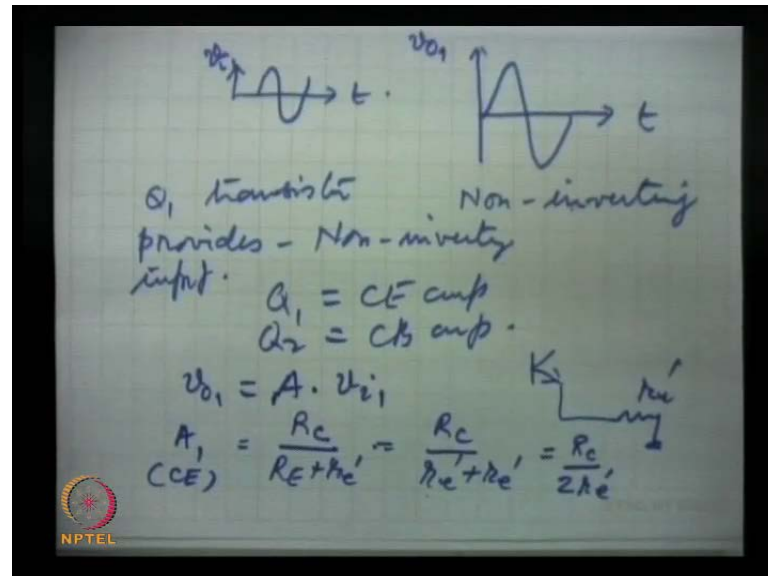 vi t.
vo1 t
Q1 transistor Non-inverting
provides - Non-inverty
input.
Q1 = CE amp
Q2 = CB amp.
vo1 = A. vi1
re'
A1 (CE) = Rc / RE+re' = Rc / re'+re' = Rc / 2re'
NPTEL